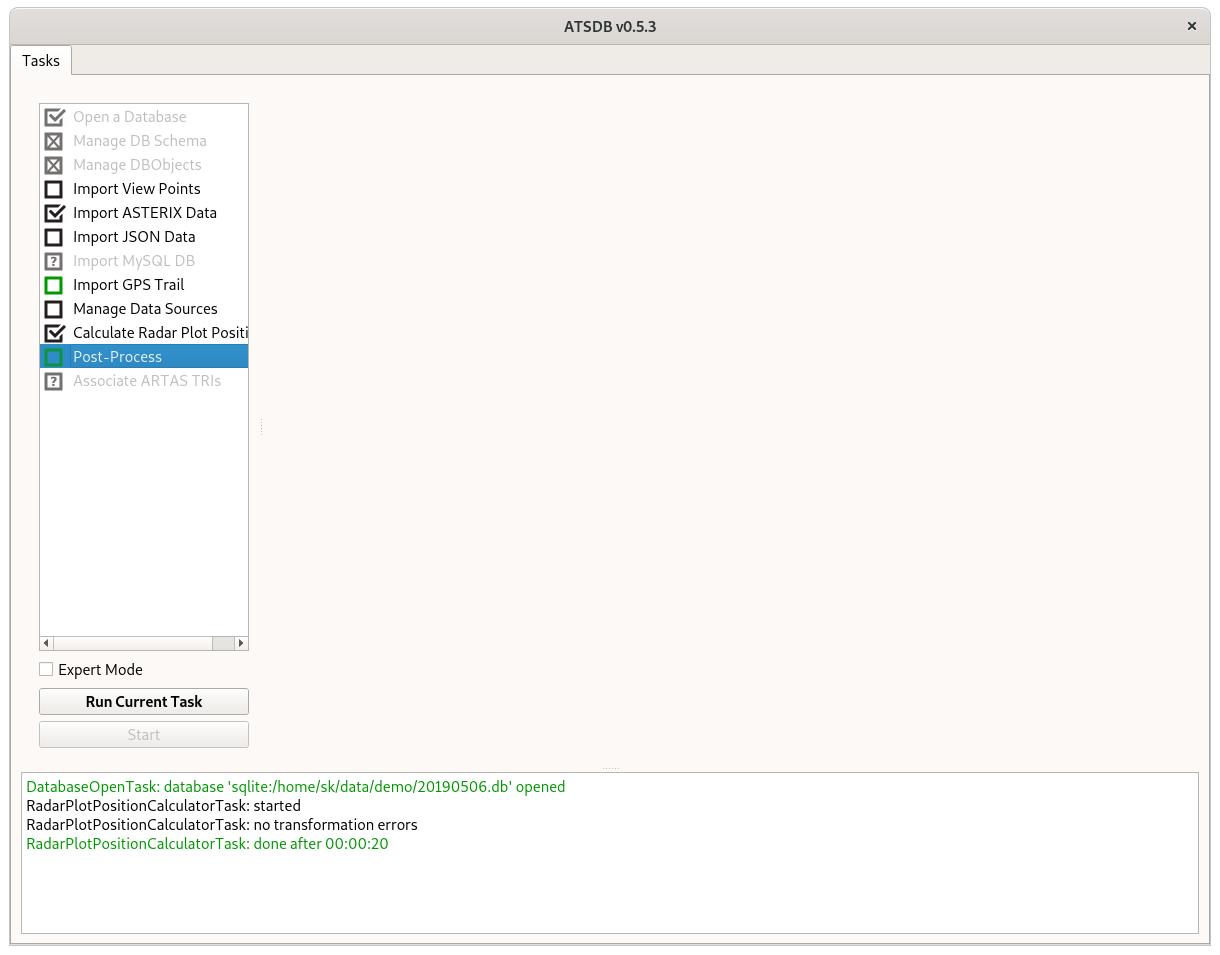 ATSDB v0.5.3
Tasks
Open a Database
Manage DB Schema
Manage DBObjects
Import View Points
Import ASTERIX Data
Import JSON Data
Import MySQL DB
Import GPS Trail
Manage Data Sources
Calculate Radar Plot Positi
Post-Process
Associate ARTAS TRIs
Expert Mode
Run Current Task
Start
DatabaseOpenTask: database 'sqlite:/home/sk/data/demo/20190506.db' opened
RadarPlotPositionCalculatorTask: started
RadarPlotPositionCalculatorTask: no transformation errors
RadarPlotPositionCalculatorTask: done after 00:00:20